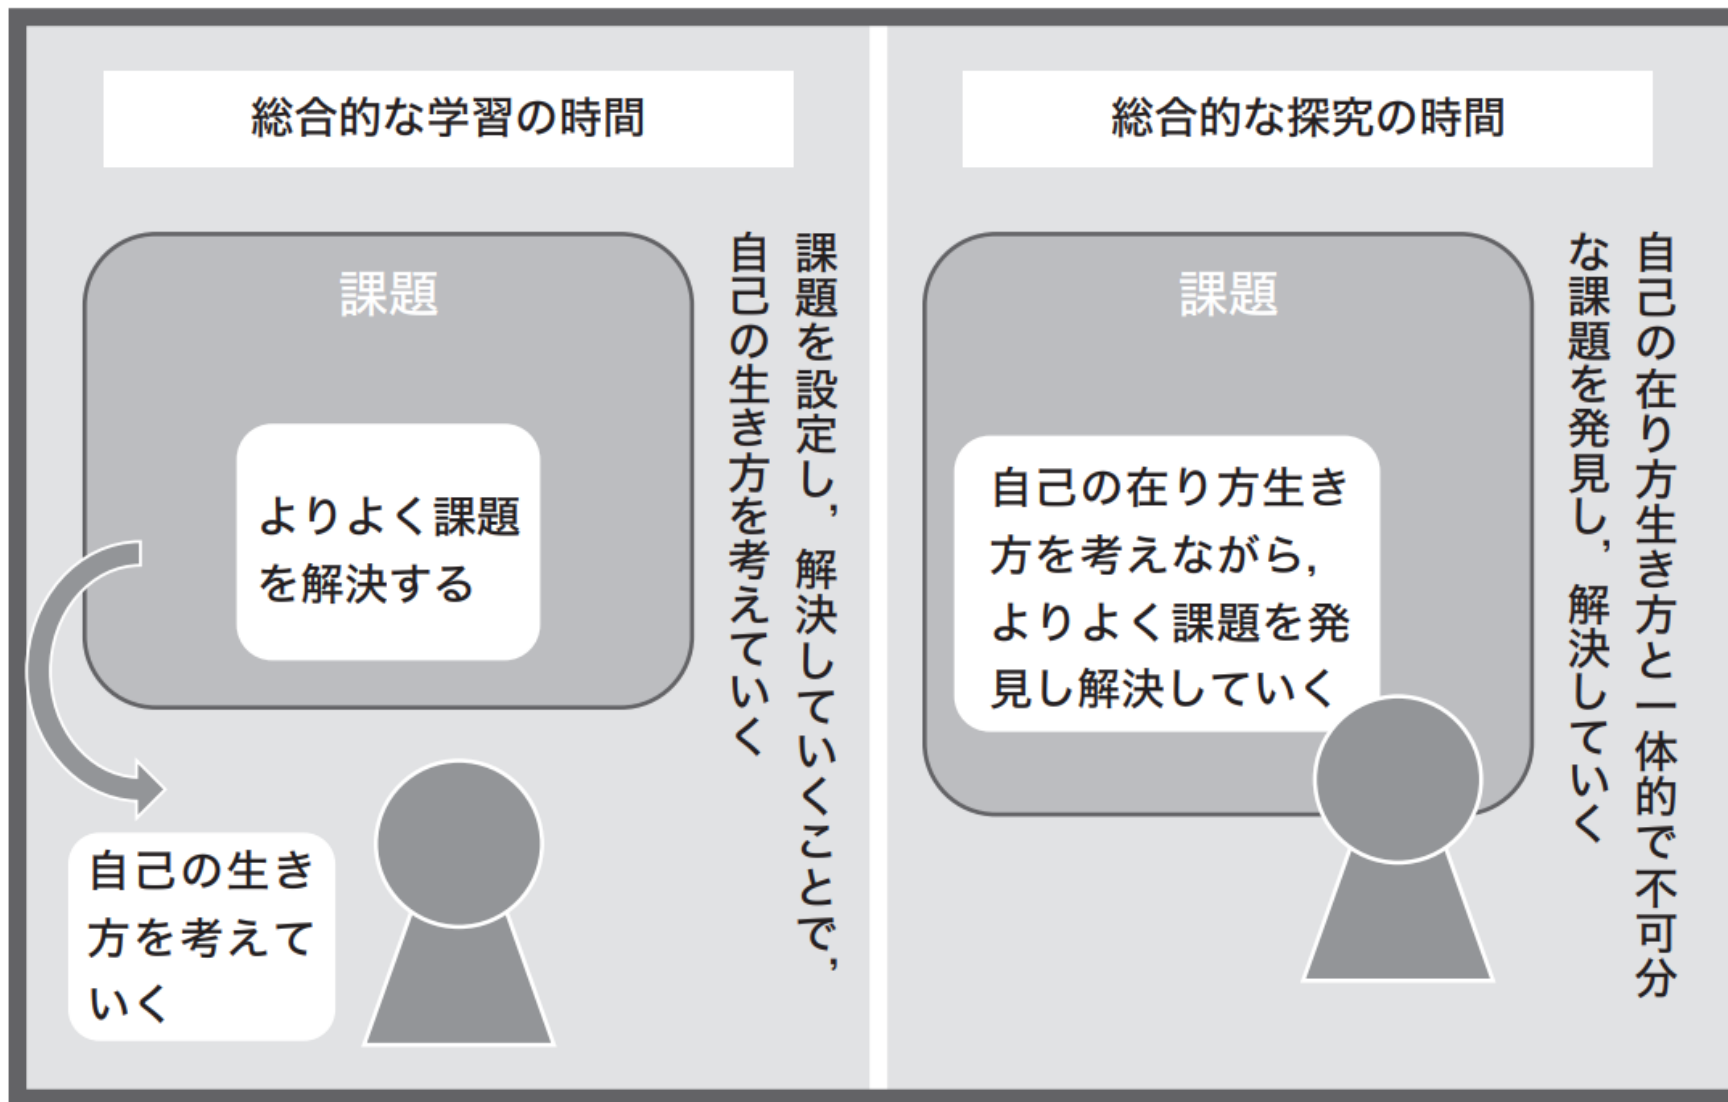 総合的な学習の時間
課題
よりよく課題
を解決する
自己の生き
方を考えて
いく
課題を設定し，解決していくことで，
自己の生き方を考えていく
総合的な探究の時間
課題
自己の在り方生き
方を考えながら，
よりよく課題を発
見し解決していく
自己の在り方生き方と一体的で不可分
な課題を発見し，解決していく